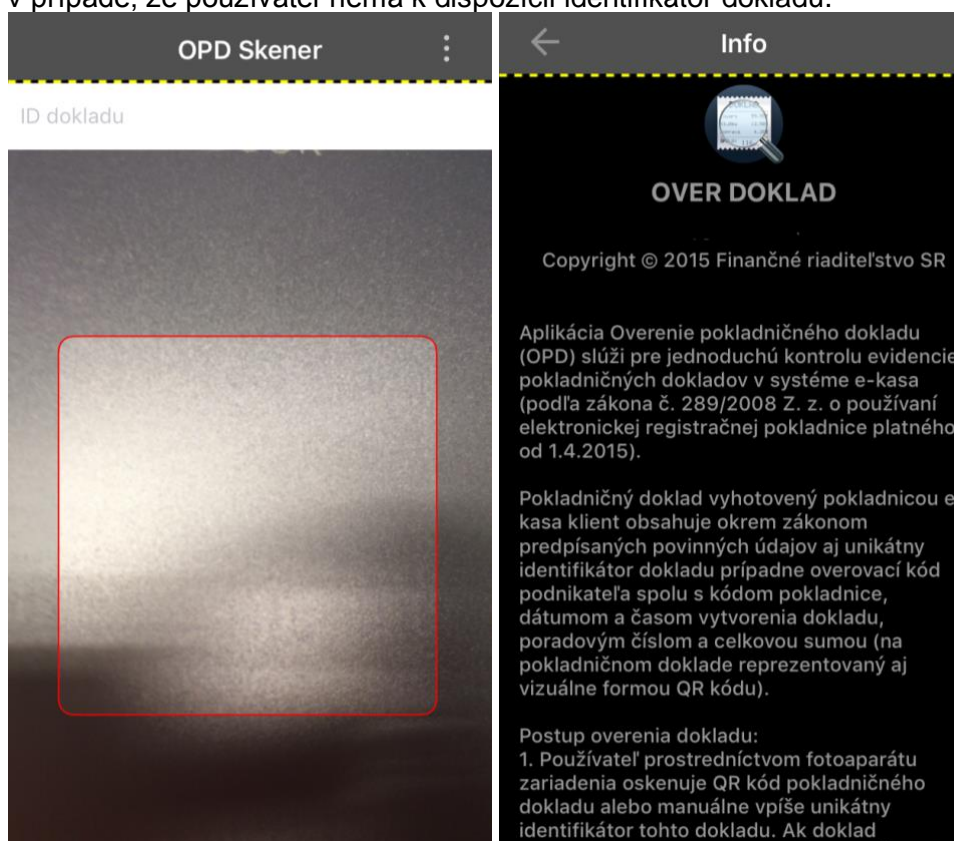 v prípade, že používateľ nemá k dispozícii identifikátor dokladu.
OPD Skener
ID dokladu
Info
OVER DOKLAD
Copyright © 2015 Finančné riaditeľstvo SR
Aplikácia Overenie pokladničného dokladu
(OPD) slúži pre jednoduchú kontrolu evidencie
pokladničných dokladov v systéme e-kasa
(podľa zákona č. 289/2008 Z. z. o používaní
elektronickej registračnej pokladnice platného
od 1.4.2015).
Pokladničný doklad vyhotovený pokladnicou e
kasa klient obsahuje okrem zákonom
predpísaných povinných údajov aj unikátny
identifikátor dokladu prípadne overovací kód
podnikateľa spolu s kódom pokladnice,
dátumom a časom vytvorenia dokladu,
poradovým číslom a celkovou sumou (na
pokladničnom doklade reprezentovaný aj
vizuálne formou QR kódu).
Postup overenia dokladu:
1. Používateľ prostredníctvom fotoaparátu
zariadenia oskenuje QR kód pokladničného
dokladu alebo manuálne vpíše unikátny
identifikátor tohto dokladu. Ak doklad